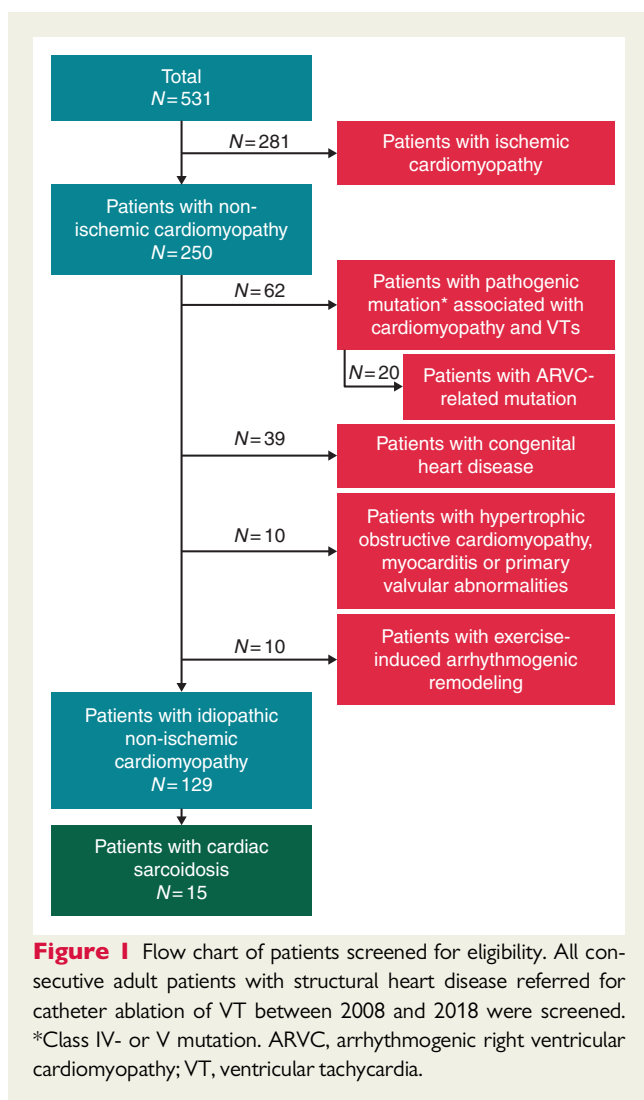 Total
N=531
N=281
Patients with ischemic
cardiomyopathy
Patients with non-
ischemic cardiomyopathy
N=250
N=62
Patients with pathogenic
mutation* associated with
cardiomyopathy and VTs
N=20
Patients with ARVC-
related mutation
N=39
Patients with congenital
heart disease
N=10
Patients with hypertrophic
obstructive cardiomyopathy,
myocarditis or primary
valvular abnormalities
N=10
Patients with exercise-
induced arrhythmogenic
remodeling
Patients with idiopathic
non-ischemic
cardiomyopathy
N=129
Patients with cardiac
sarcoidosis
N=15
Figure 1 Flow chart of patients screened for eligibility. All con-
secutive adult patients with structural heart disease referred for
catheter ablation of VT between 2008 and 2018 were screened.
*Class IV- or V mutation. ARVC, arrhythmogenic right ventricular
cardiomyopathy; VT, ventricular tachycardia.